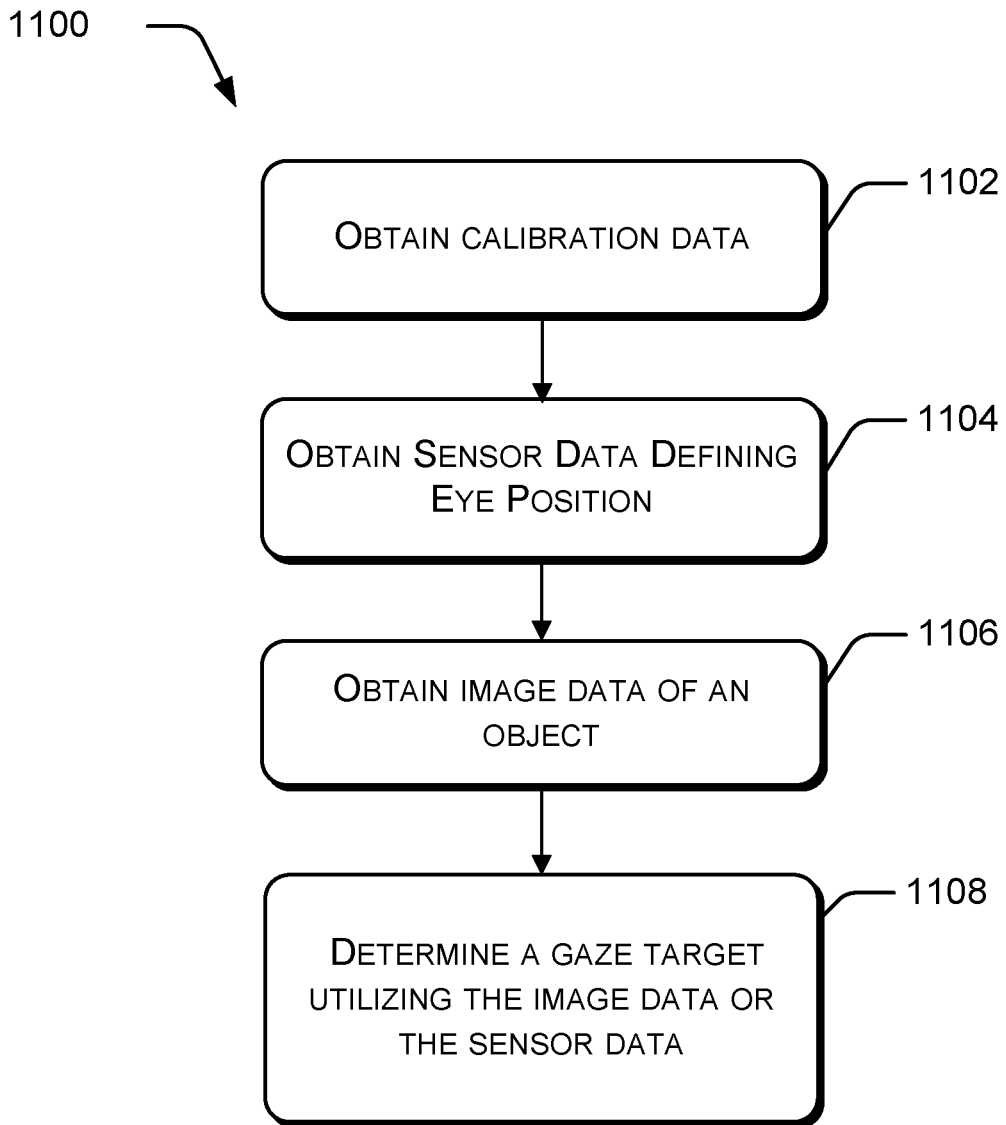 1100
1102
OBTAIN CALIBRATION DATA
1104
OBTAIN SENSOR DATA DEFINING
EYE POSITION
1106
OBTAIN IMAGE DATA OF AN
OBJECT
1108
DETERMINE A GAZE TARGET
UTILIZING THE IMAGE DATA OR
THE SENSOR DATA